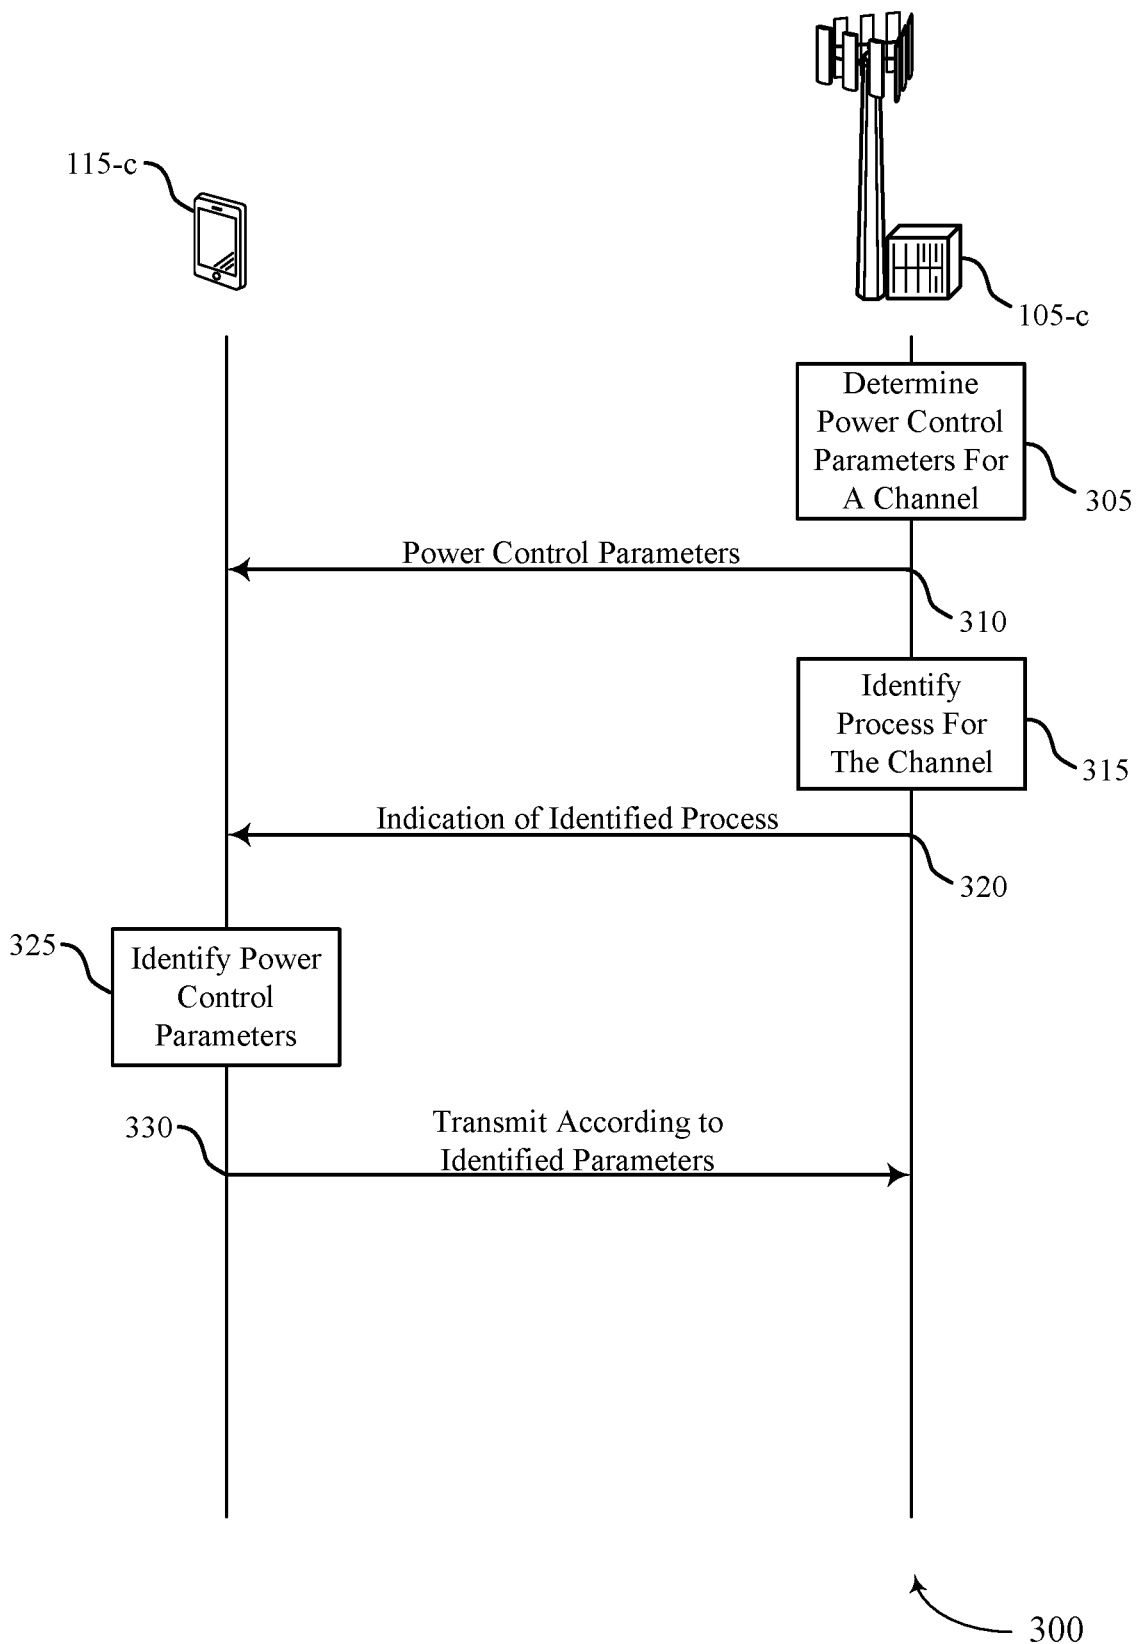 115-c
105-c
Determine
Power Control
Parameters For
A Channel
305
Power Control Parameters
310
Identify
Process For
The Channel
315
Indication of Identified Process
320
325
Identify Power
Control
Parameters
330
Transmit According to
Identified Parameters
300